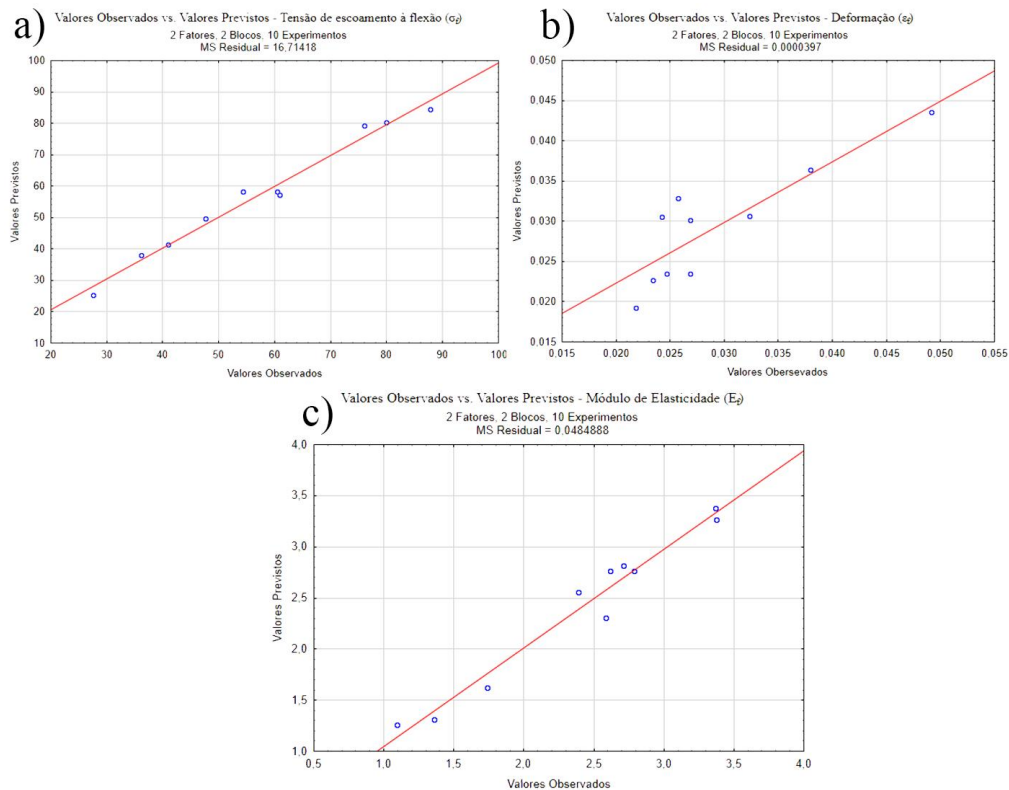 a)
Valores Observados vs. Valores Previstos - Tensão de escoamento à flexão (σf)
2 Fatores, 2 Blocos, 10 Experimentos
MS Residual = 16,71418
100
90
80
70
60
50
40
30
20
10
Valores Previstos
20 30 40 50 60 70 80 90 100
Valores Observados
b)
Valores Observados vs. Valores Previstos - Deformação (εf)
2 Fatores, 2 Blocos, 10 Experimentos
MS Residual = 0,0000397
0.050
0.045
0.040
0.035
0.030
0.025
0.020
0.015
Valores Previstos
0.015 0.020 0.025 0.030 0.035 0.040 0.045 0.050 0.055
Valores Obersevados
c)
Valores Observados vs. Valores Previstos - Módulo de Elasticidade (Ef)
2 Fatores, 2 Blocos, 10 Experimentos
MS Residual = 0,0484888
4,0
3,5
3,0
2,5
2,0
1,5
1,0
Valores Previstos
0,5 1,0 1,5 2,0 2,5 3,0 3,5 4,0
Valores Observados